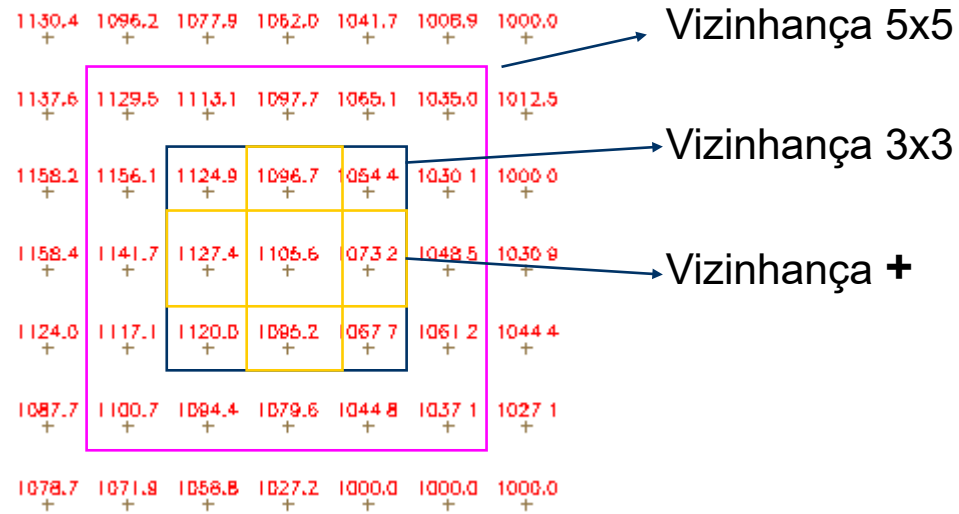 1130.4 1096.2 1077.9 1062.0 1041.7 1008.9 1000.0
Vizinhança 5x5
1137.6 1129.5 1113.1 1097.7 1065.1 1035.0 1012.5
Vizinhança 3x3
1158.2 1156.1 1124.9 1096.7 1054.4 1030.1 1000.0
1158.4 1141.7 1127.4 1105.6 1073.2 1048.5 1030.9
Vizinhança +
1124.0 1117.1 1120.0 1095.2 1067.7 1061.2 1044.4
1087.7 1100.7 1094.4 1079.6 1044.8 1037.1 1027.1
1078.7 1071.9 1058.8 1027.2 1000.0 1000.0 1000.0